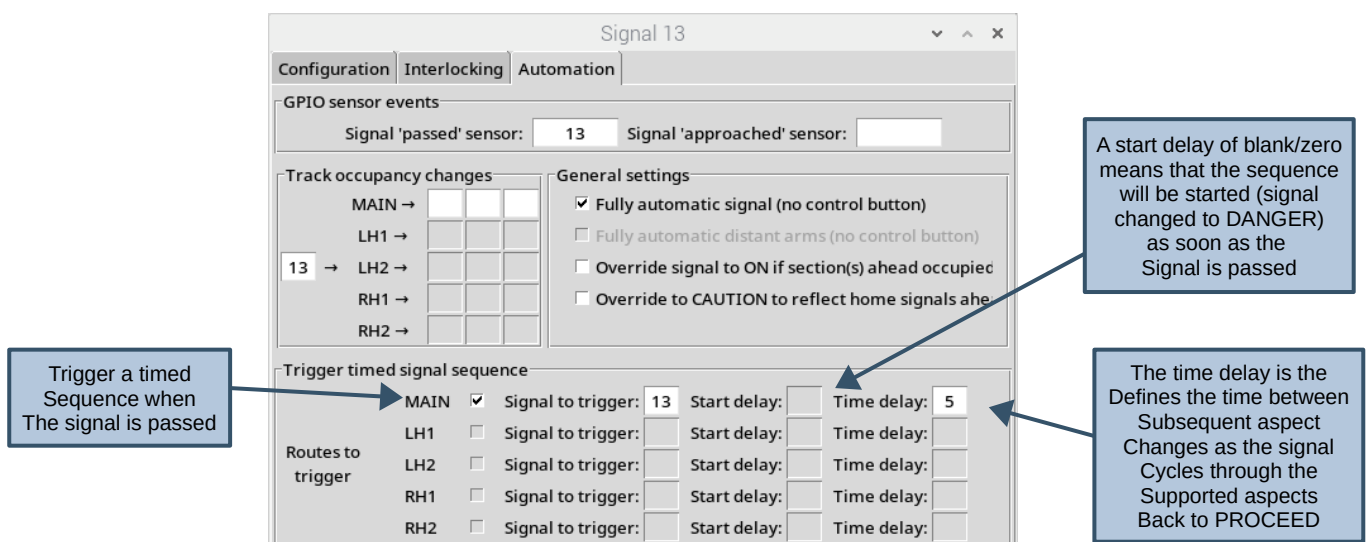 Signal 13
Configuration Interlocking Automation
GPIO sensor events
Signal 'passed' sensor: 13 Signal 'approached' sensor:
Track occupancy changes
MAIN →
LH1 →
13 → LH2 →
RH1 →
RH2 →
General settings
Fully automatic signal (no control button)
Fully automatic distant arms (no control button)
Override signal to ON if section(s) ahead occupied
Override to CAUTION to reflect home signals ahe
Trigger timed signal sequence
Routes to
trigger
MAIN Signal to trigger: 13 Start delay: Time delay: 5
LH1 Signal to trigger: Start delay: Time delay:
LH2 Signal to trigger: Start delay: Time delay:
RH1 Signal to trigger: Start delay: Time delay:
RH2 Signal to trigger: Start delay: Time delay:
Trigger a timed
Sequence when
The signal is passed
A start delay of blank/zero
means that the sequence
will be started (signal
changed to DANGER)
as soon as the
Signal is passed
The time delay is the
Defines the time between
Subsequent aspect
Changes as the signal
Cycles through the
Supported aspects
Back to PROCEED